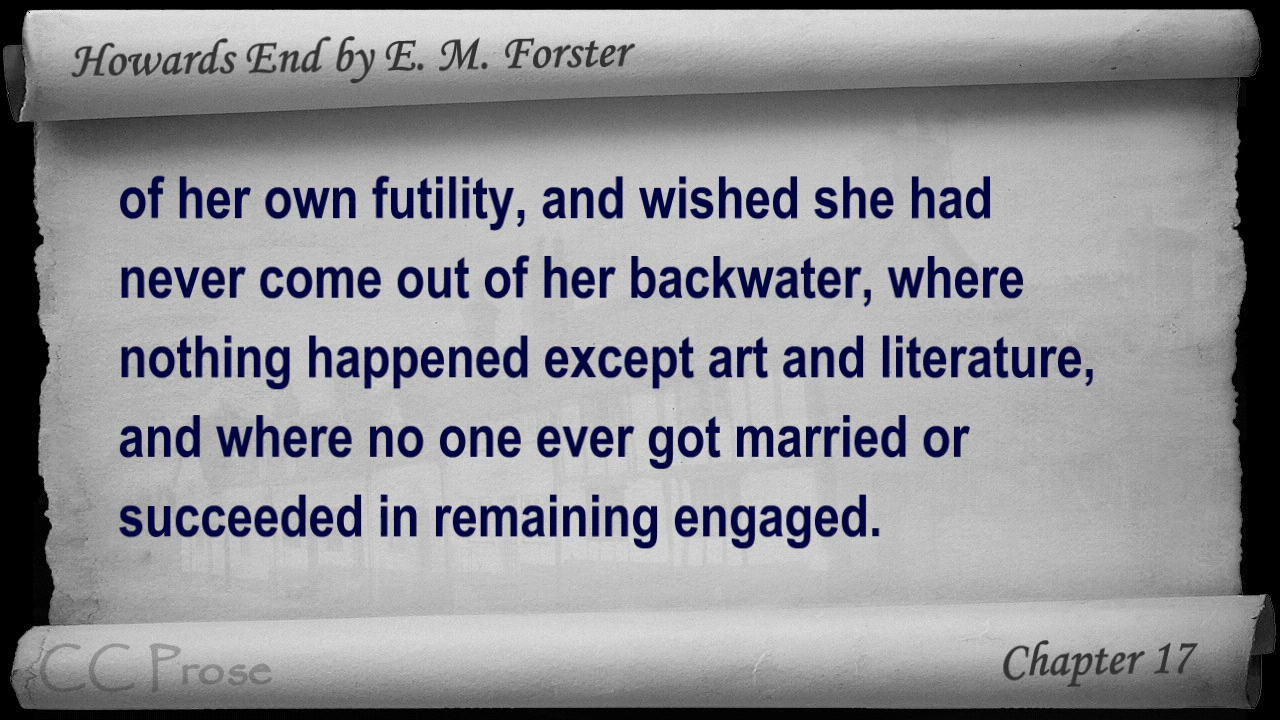 Howards End by E. M. Forster
of her own futility, and wished she had
never come out of her backwater, where
nothing happened except art and literature,
and where no one ever got married or
succeeded in remaining engaged.
CC Prose
Chapter 17